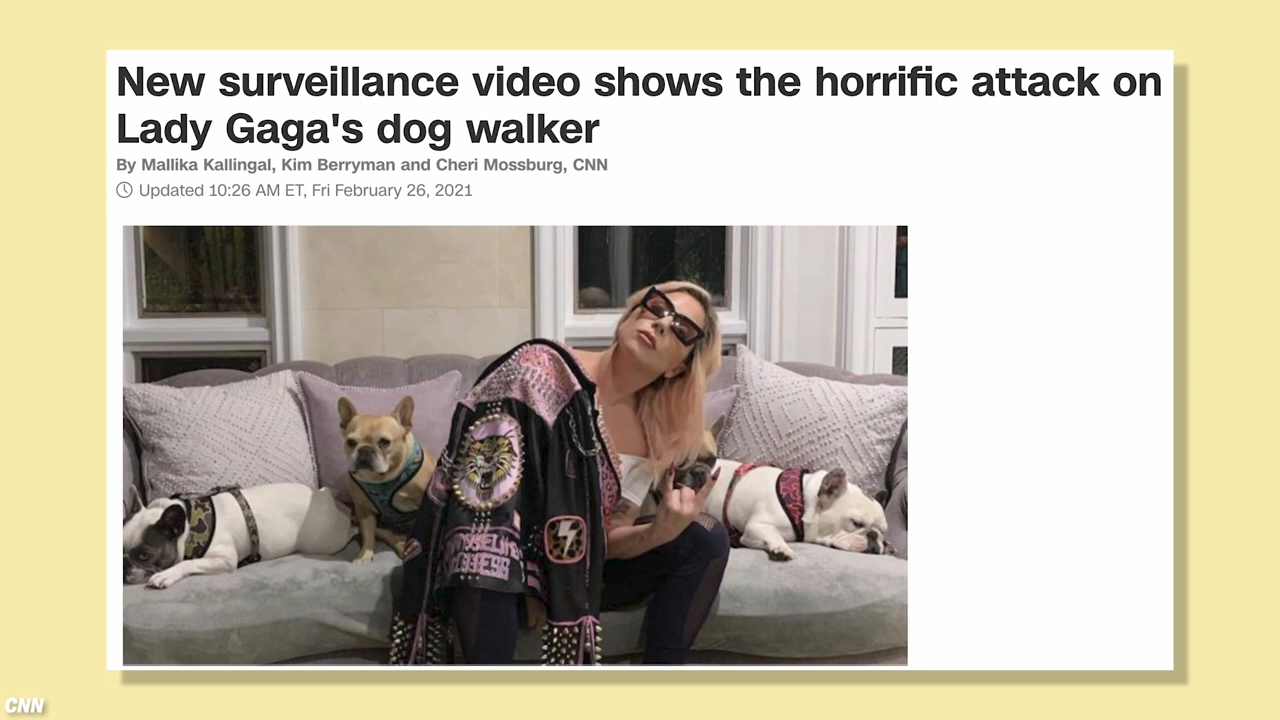 New surveillance video shows the horrific attack on
Lady Gaga's dog walker
By Mallika Kallingal, Kim Berryman and Cheri Mossburg, CNN
Updated 10:26 AM ET, Fri February 26, 2021
CNN